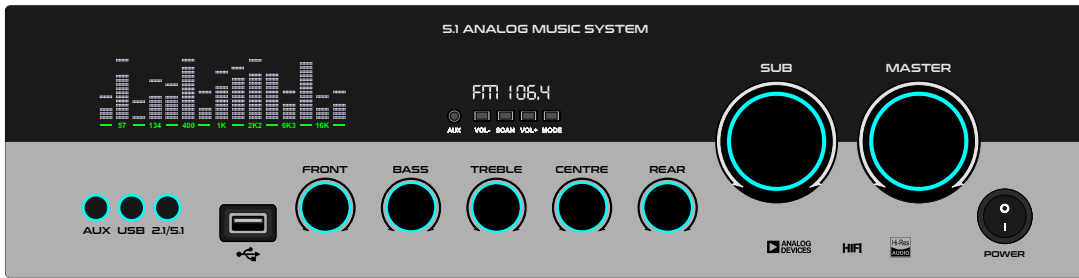 5.1 ANALOG MUSIC SYSTEM
SUB
MASTER
FM 106.4
57 134 400 1K 2K2 6K3 16K
AUX VOL- SCAN VOL+ MODE
FRONT BASS TREBLE CENTRE REAR
AUX USB 2.1/5.1
ANALOG
DEVICES
HIFI
Hi-Res
AUDIO
O
I
POWER